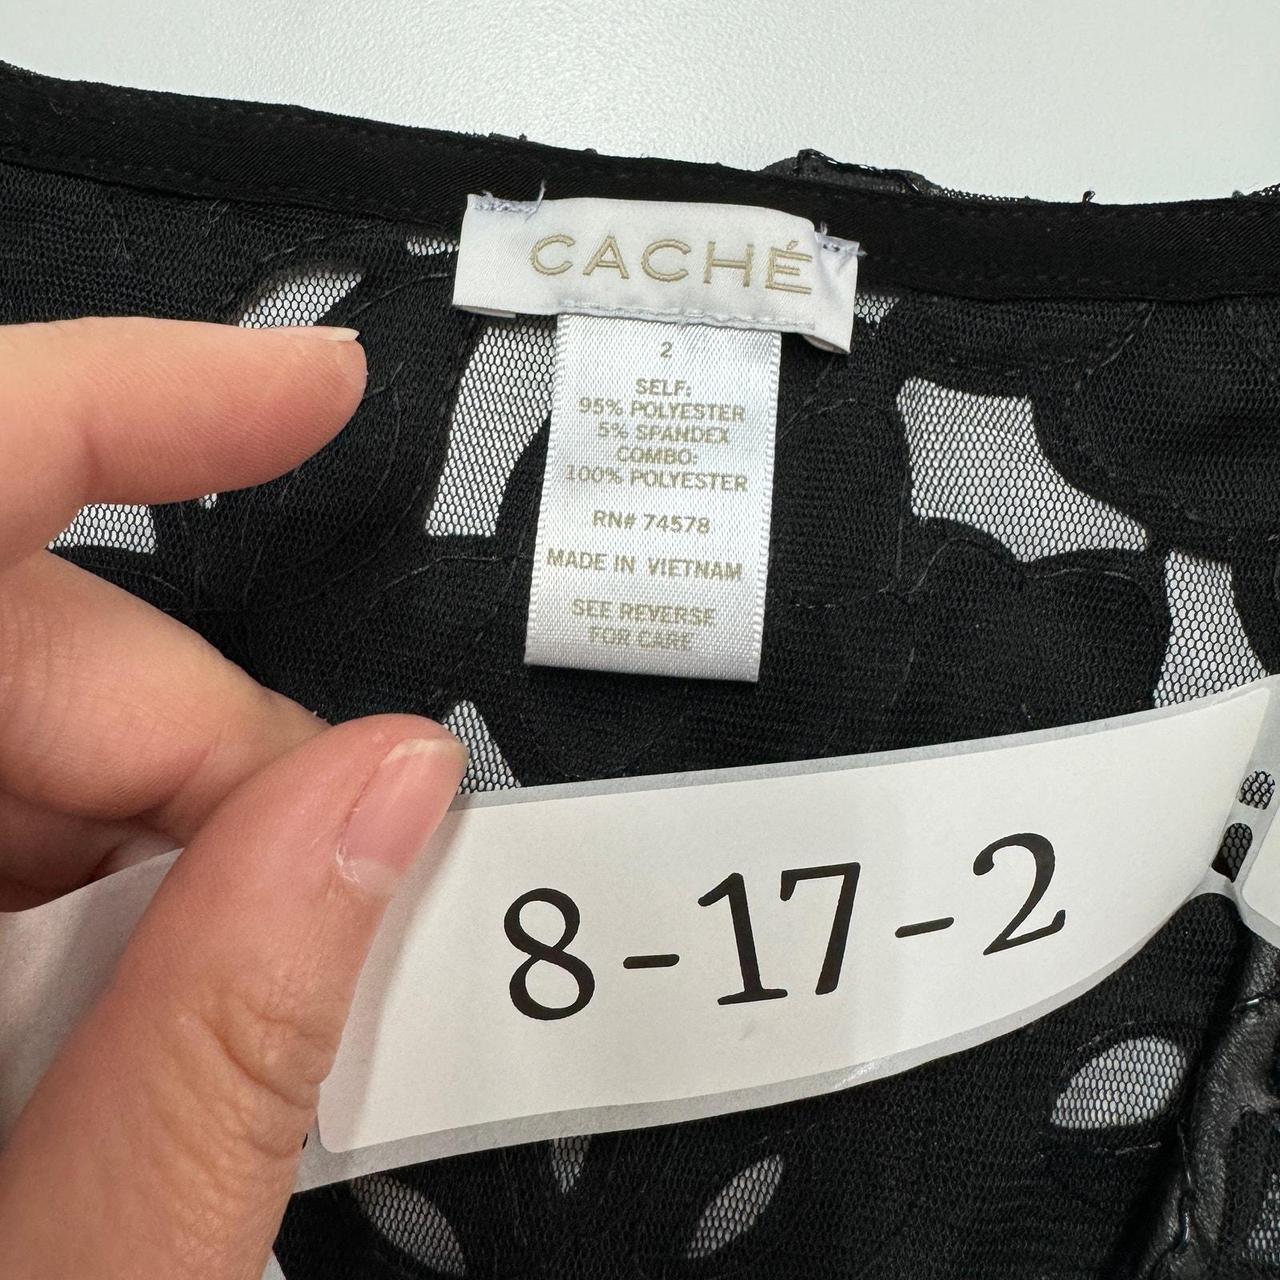 CACHÉ
2
SELF:
95% POLYESTER
5% SPANDEX
COMBO:
100% POLYESTER
RN# 74578
MADE IN VIETNAM
SEE REVERSE
FOR CARE
8-17-2